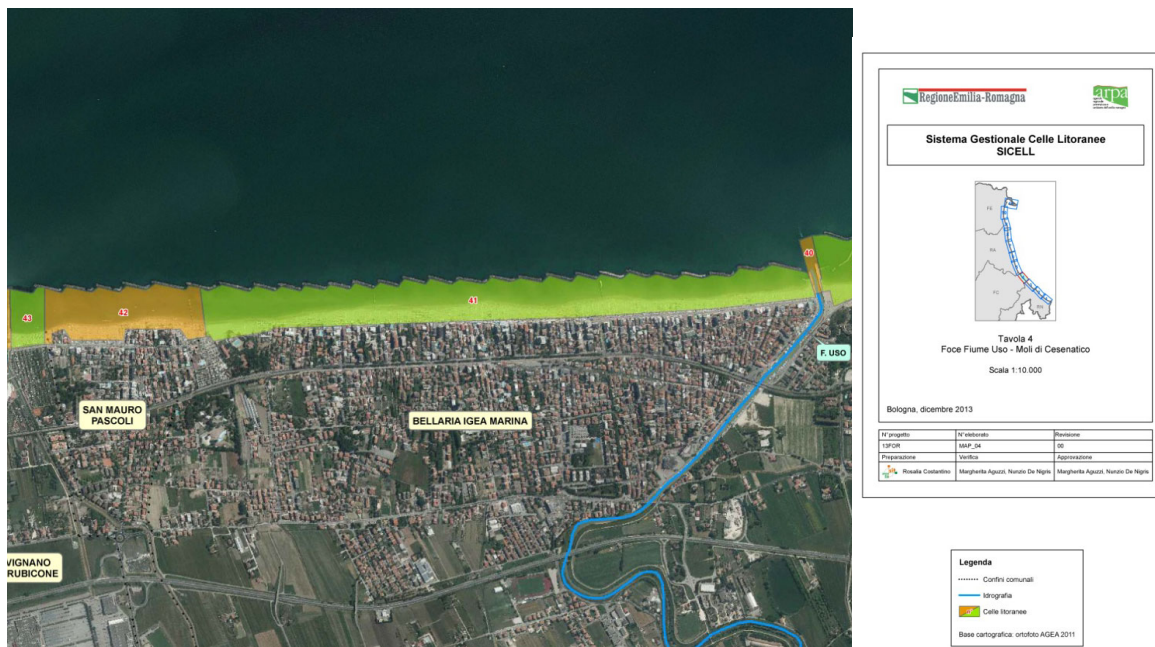 43
42
41
40
F. USO
SAN MAURO
PASCOLI
BELLARIA IGEA MARINA
VIGNANO
RUBICONE
RegioneEmilia-Romagna
arpa
Sistema Gestionale Celle Litoranee
SICELL
Tavola 4
Foce Fiume Uso - Moli di Cesenatico
Scala 1:10.000
Bologna, dicembre 2013
N°progetto N°elaborato Revisione
13FOR MAP_04 00
Preparazione Verifica Approvazione
Rosalia Costantino Margherita Aguzzi, Nunzio De Nigris Margherita Aguzzi, Nunzio De Nigris
Legenda
Confini comunali
Idrografia
Celle litoranee
Base cartografica: ortofoto AGEA 2011